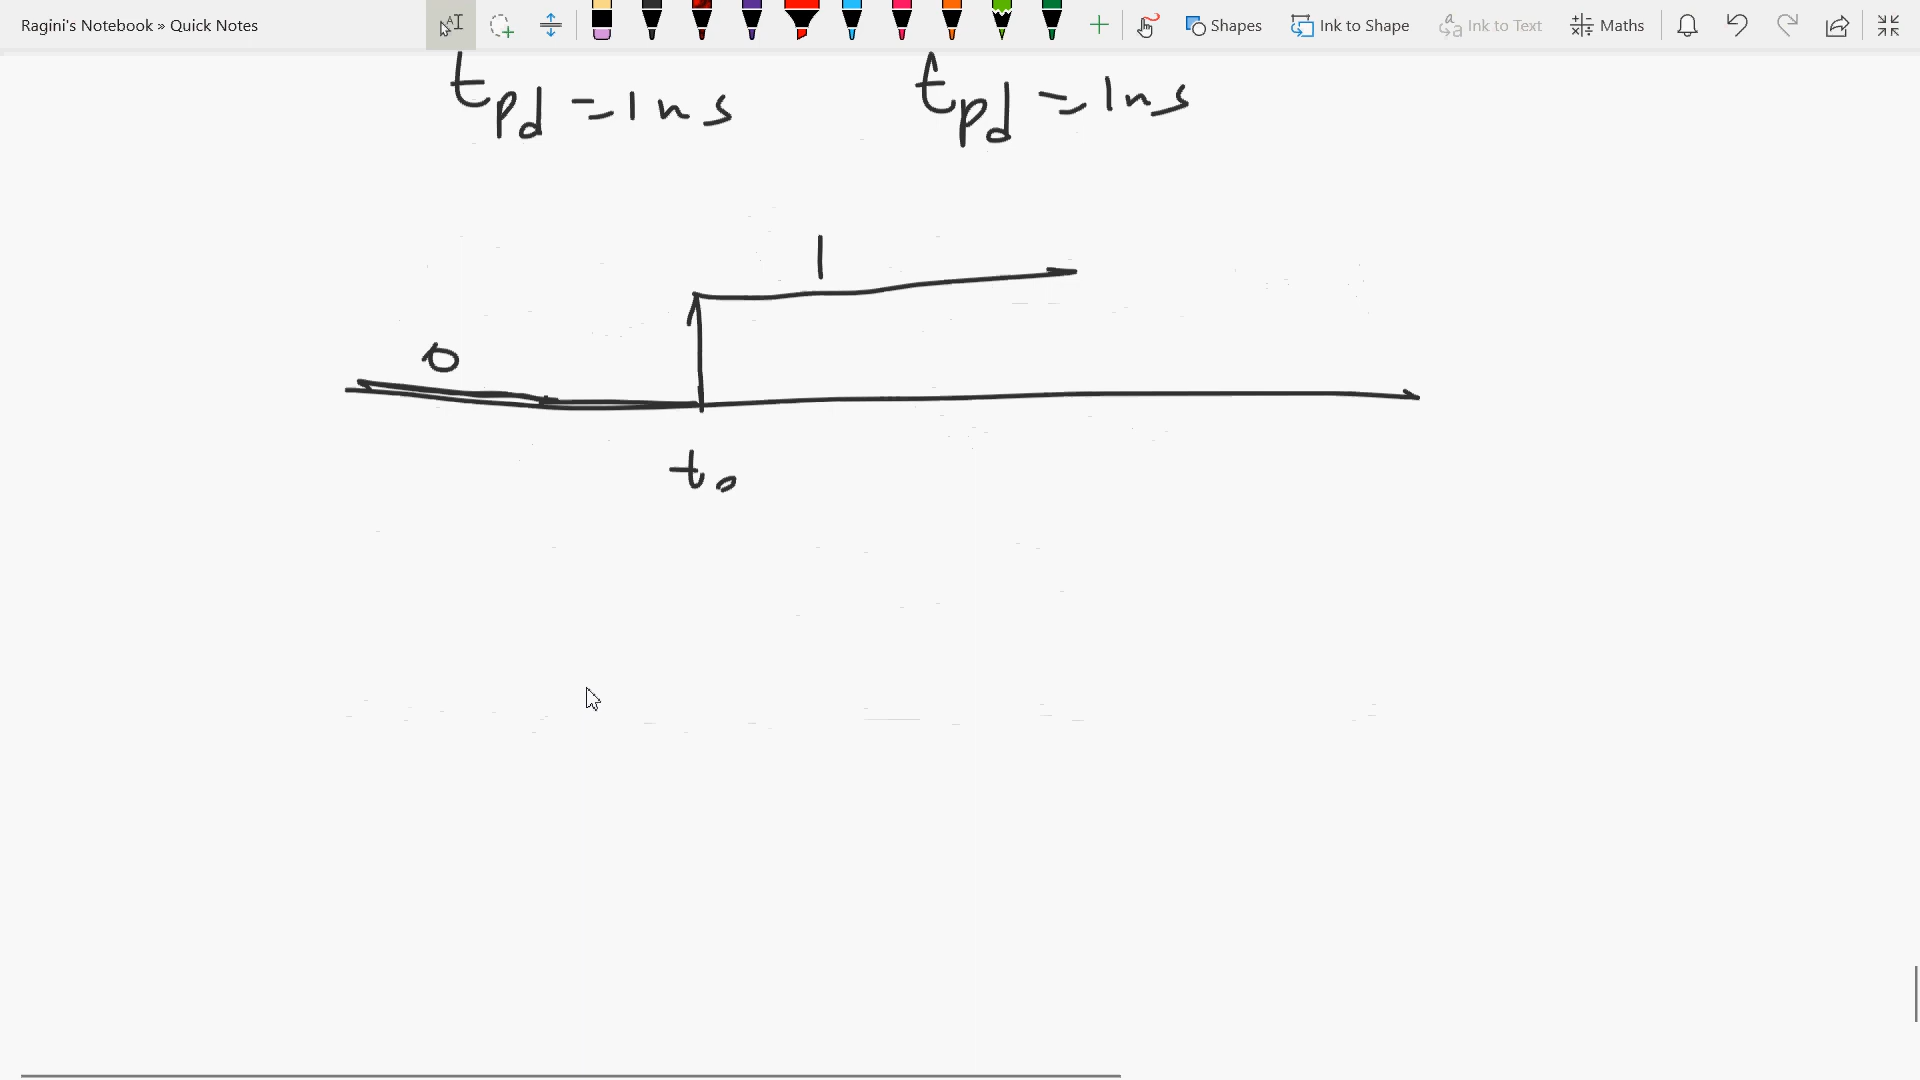 Ragini's Notebook » Quick Notes
Shapes
Ink to Shape
Ink to Text
Maths
tpd = 1ns tpd = 1ns
1
0
t0